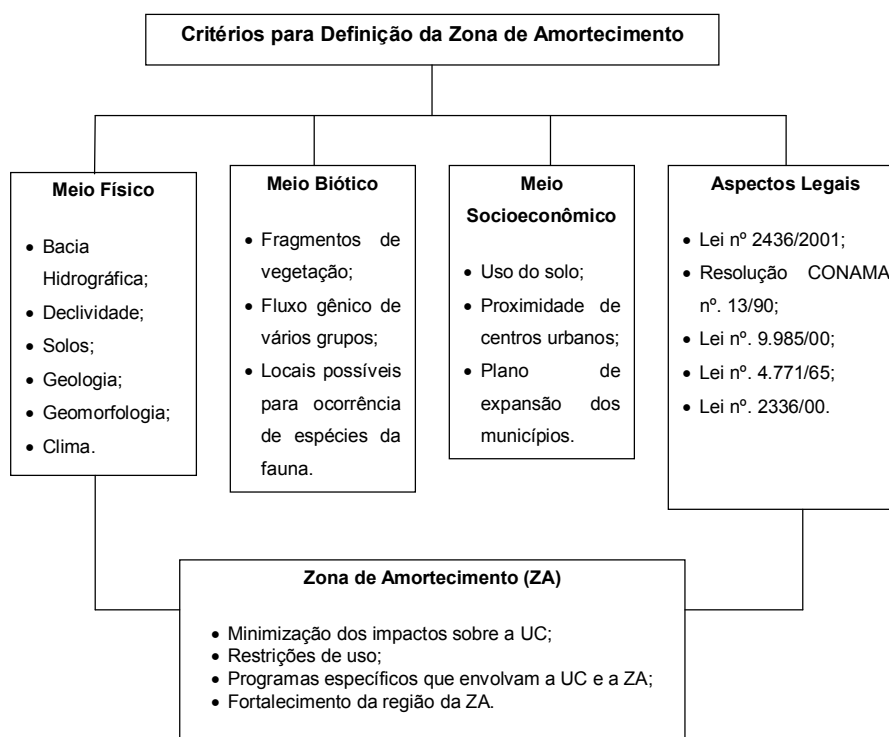 Critérios para Definição da Zona de Amortecimento
Meio Físico
• Bacia
Hidrográfica;
• Declividade;
• Solos;
• Geologia;
• Geomorfologia;
• Clima.
Meio Biótico
• Fragmentos de
vegetação;
• Fluxo gênico de
vários grupos;
• Locais possíveis
para ocorrência
de espécies da
fauna.
Meio
Socioeconômico
• Uso do solo;
• Proximidade de
centros urbanos;
• Plano de
expansão dos
municípios.
Aspectos Legais
• Lei nº 2436/2001;
• Resolução CONAMA
nº. 13/90;
• Lei nº. 9.985/00;
• Lei nº. 4.771/65;
• Lei nº. 2336/00.
Zona de Amortecimento (ZA)
• Minimização dos impactos sobre a UC;
• Restrições de uso;
• Programas específicos que envolvam a UC e a ZA;
• Fortalecimento da região da ZA.